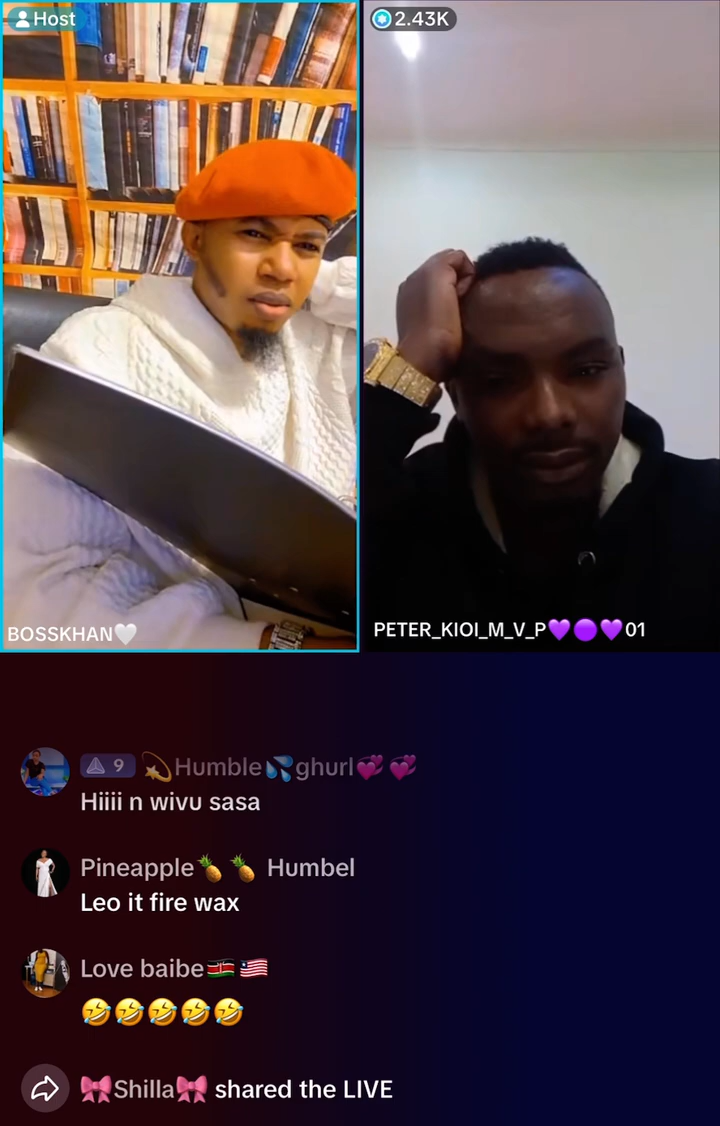 Host
2.43K
BOSSKHAN🤍
PETER_KIOI_M_V_P💜🟣💜01
9 💫Humble💦ghurl💞💞
Hiiii n wivu sasa
Pineapple🍍🍍 Humbel
Leo it fire wax
Love baibe🇰🇪🇱🇷
🤣🤣🤣🤣🤣
🎀Shilla🎀 shared the LIVE